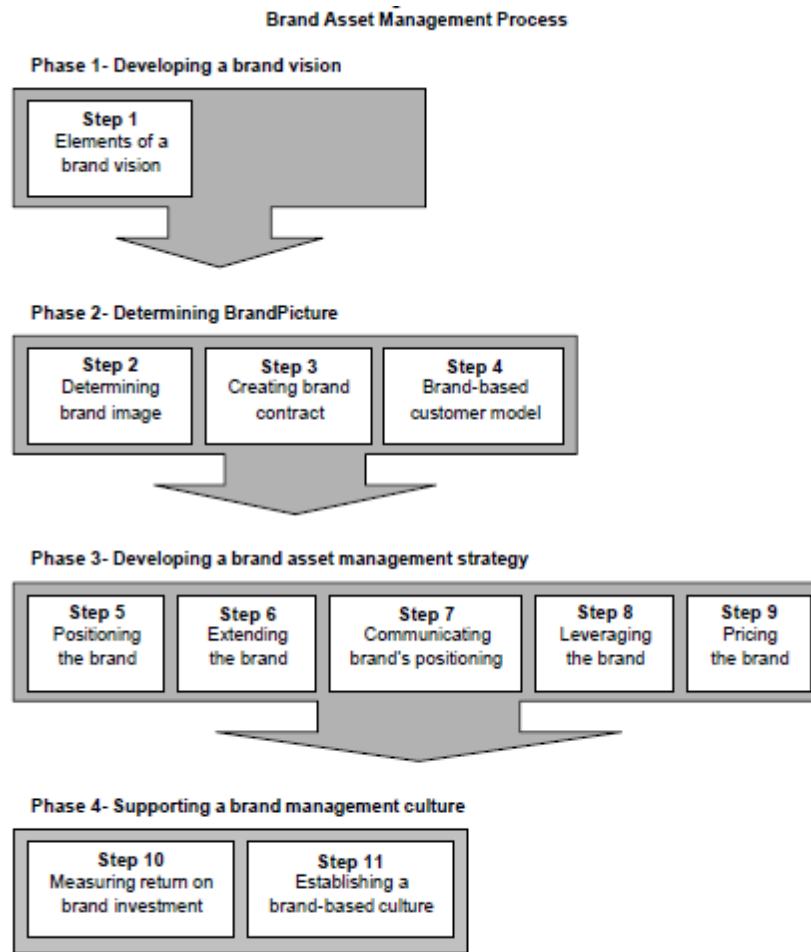 Brand Asset Management Process
Phase 1- Developing a brand vision
Step 1
Elements of a
brand vision
Phase 2- Determining BrandPicture
Step 2
Determining
brand image
Step 3
Creating brand
contract
Step 4
Brand-based
customer model
Phase 3- Developing a brand asset management strategy
Step 5
Positioning
the brand
Step 6
Extending
the brand
Step 7
Communicating
brand's positioning
Step 8
Leveraging
the brand
Step 9
Pricing
the brand
Phase 4- Supporting a brand management culture
Step 10
Measuring return on
brand investment
Step 11
Establishing a
brand-based culture